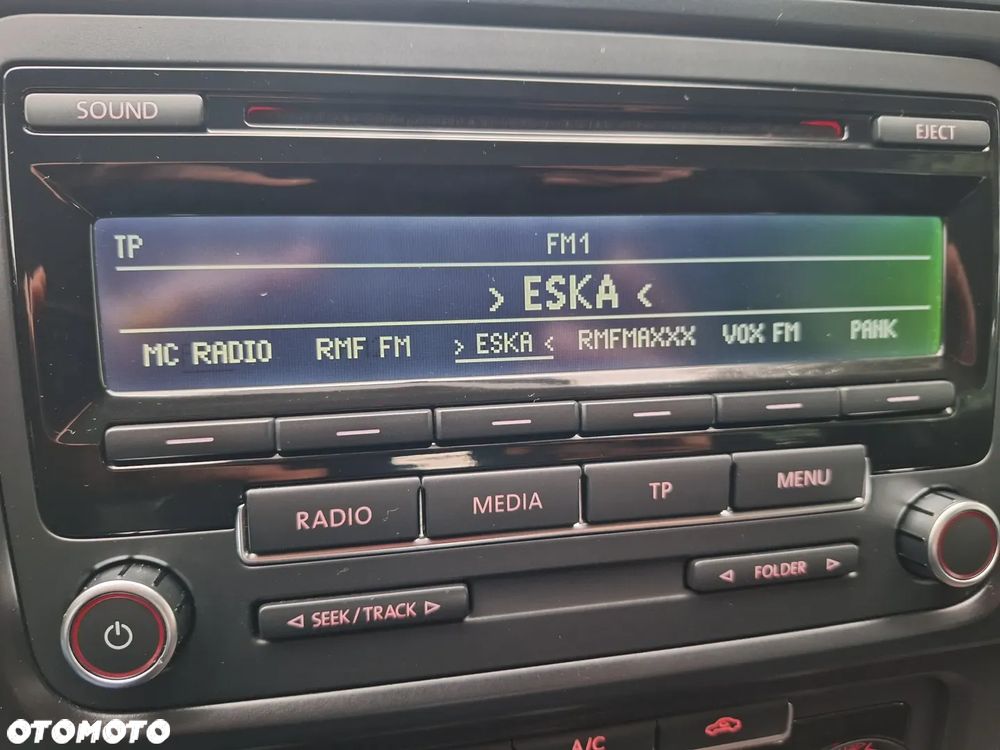 SOUND
EJECT
TP
FM1
> ESKA <
MC RADIO RMF FM > ESKA < RMFMAXXX VOX FM PANK
RADIO MEDIA TP MENU
◁ SEEK/TRACK ▷
◁ FOLDER ▷
A/C
OTOMOTO